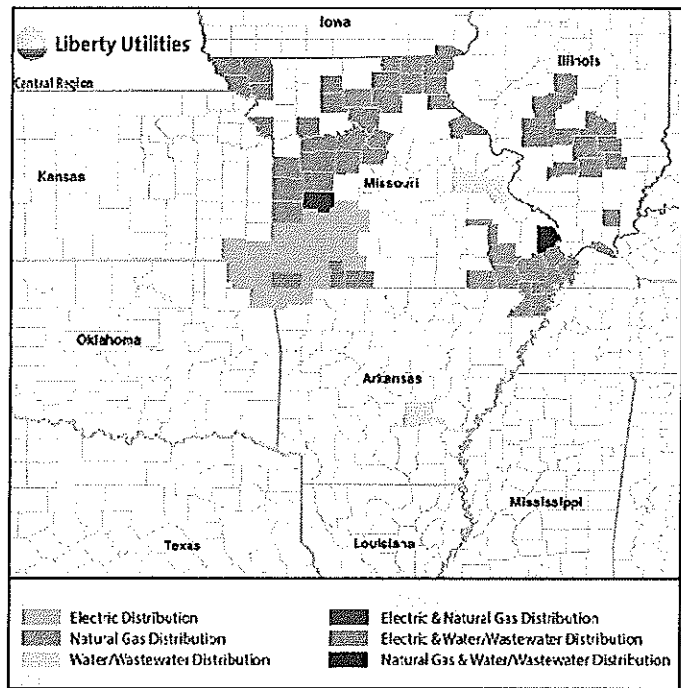 Liberty Utilities
Central Region
Iowa
Illinois
Kansas
Missouri
Oklahoma
Arkansas
Mississippi
Texas
Louisiana
Electric Distribution
Natural Gas Distribution
Water/Wastewater Distribution
Electric & Natural Gas Distribution
Electric & Water/Wastewater Distribution
Natural Gas & Water/Wastewater Distribution